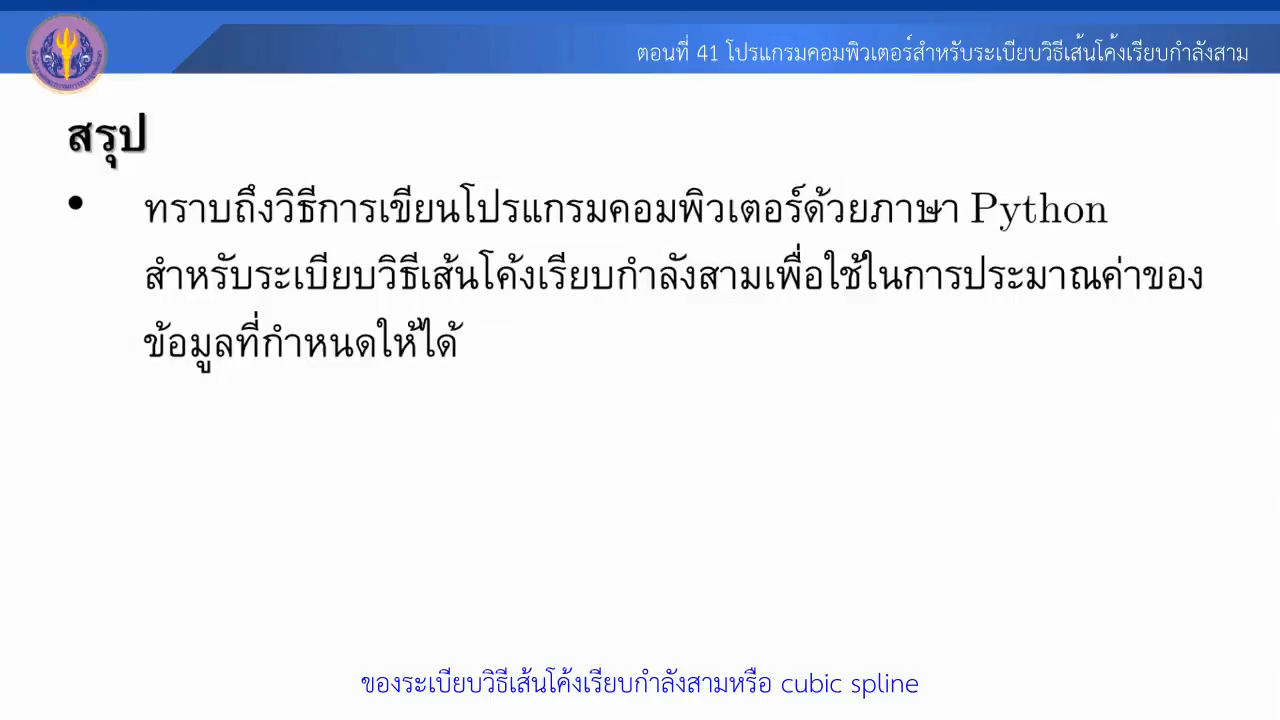 ตอนที่ 41 โปรแกรมคอมพิวเตอร์สำหรับระเบียบวิธีเส้นโค้งเรียบกำลังสาม
สรุป
• ทราบถึงวิธีการเขียนโปรแกรมคอมพิวเตอร์ด้วยภาษา Python
สำหรับระเบียบวิธีเส้นโค้งเรียบกำลังสามเพื่อใช้ในการประมาณค่าของ
ข้อมูลที่กำหนดให้ได้
ของระเบียบวิธีเส้นโค้งเรียบกำลังสามหรือ cubic spline